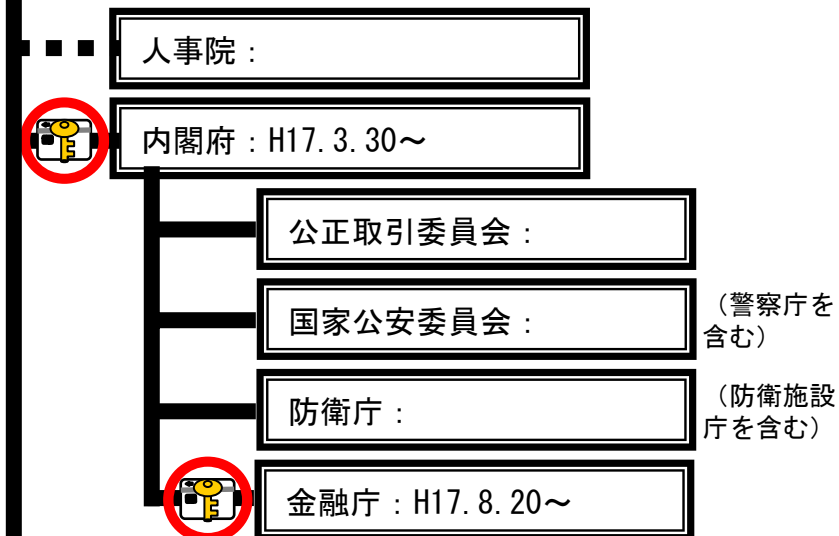 人事院：
内閣府：H17.3.30～
公正取引委員会：
国家公安委員会：
（警察庁を
含む）
防衛庁：
（防衛施設
庁を含む）
金融庁：H17.8.20～